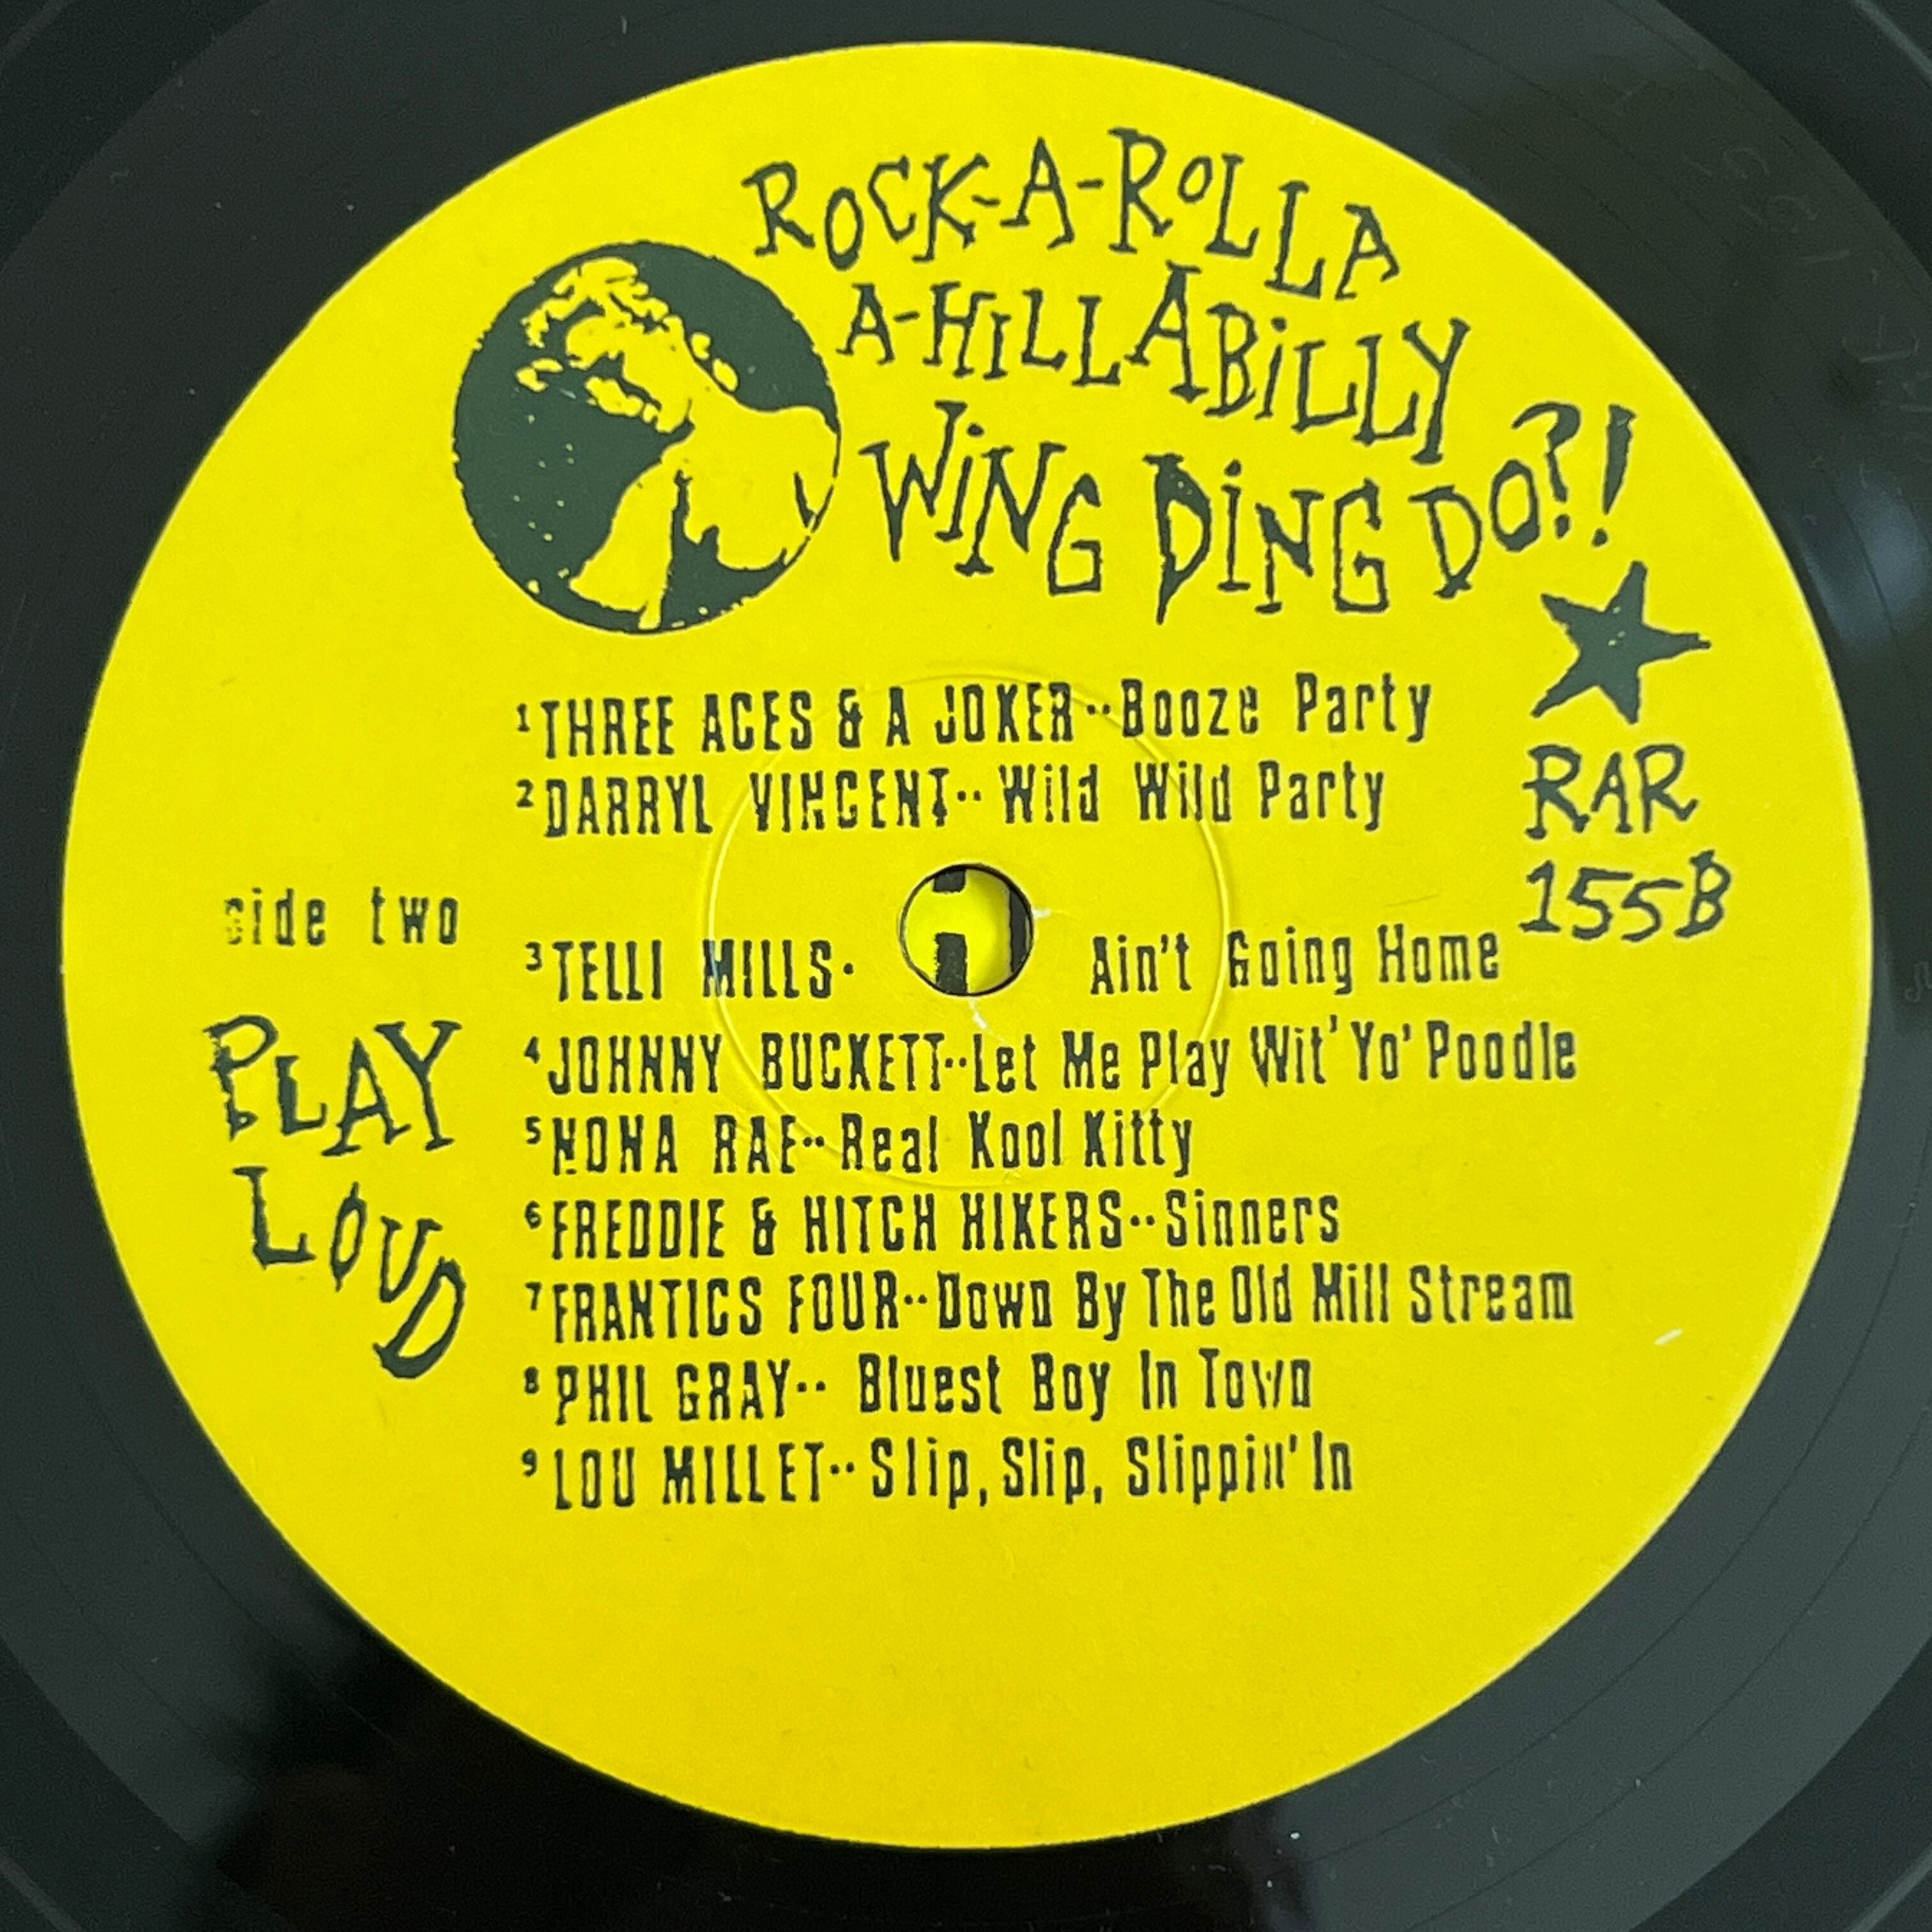 ROCK-A-ROLLA
A-HILLABILLY
WING DING DO?!
RAR
155B
side two
PLAY
LOUD
1 THREE ACES & A JOKER··Booze Party
2 DARRYL VINCENT·· Wild Wild Party
3 TELLI MILLS· Ain't Going Home
4 JOHNNY BUCKETT··Let Me Play Wit' Yo' Poodle
5 NONA RAE··Real Kool Kitty
6 FREDDIE & HITCH HIKERS··Sinners
7 FRANTICS FOUR··Down By The Old Mill Stream
8 PHIL GRAY·· Bluest Boy In Town
9 LOU MILLET··Slip, Slip, Slippin' In